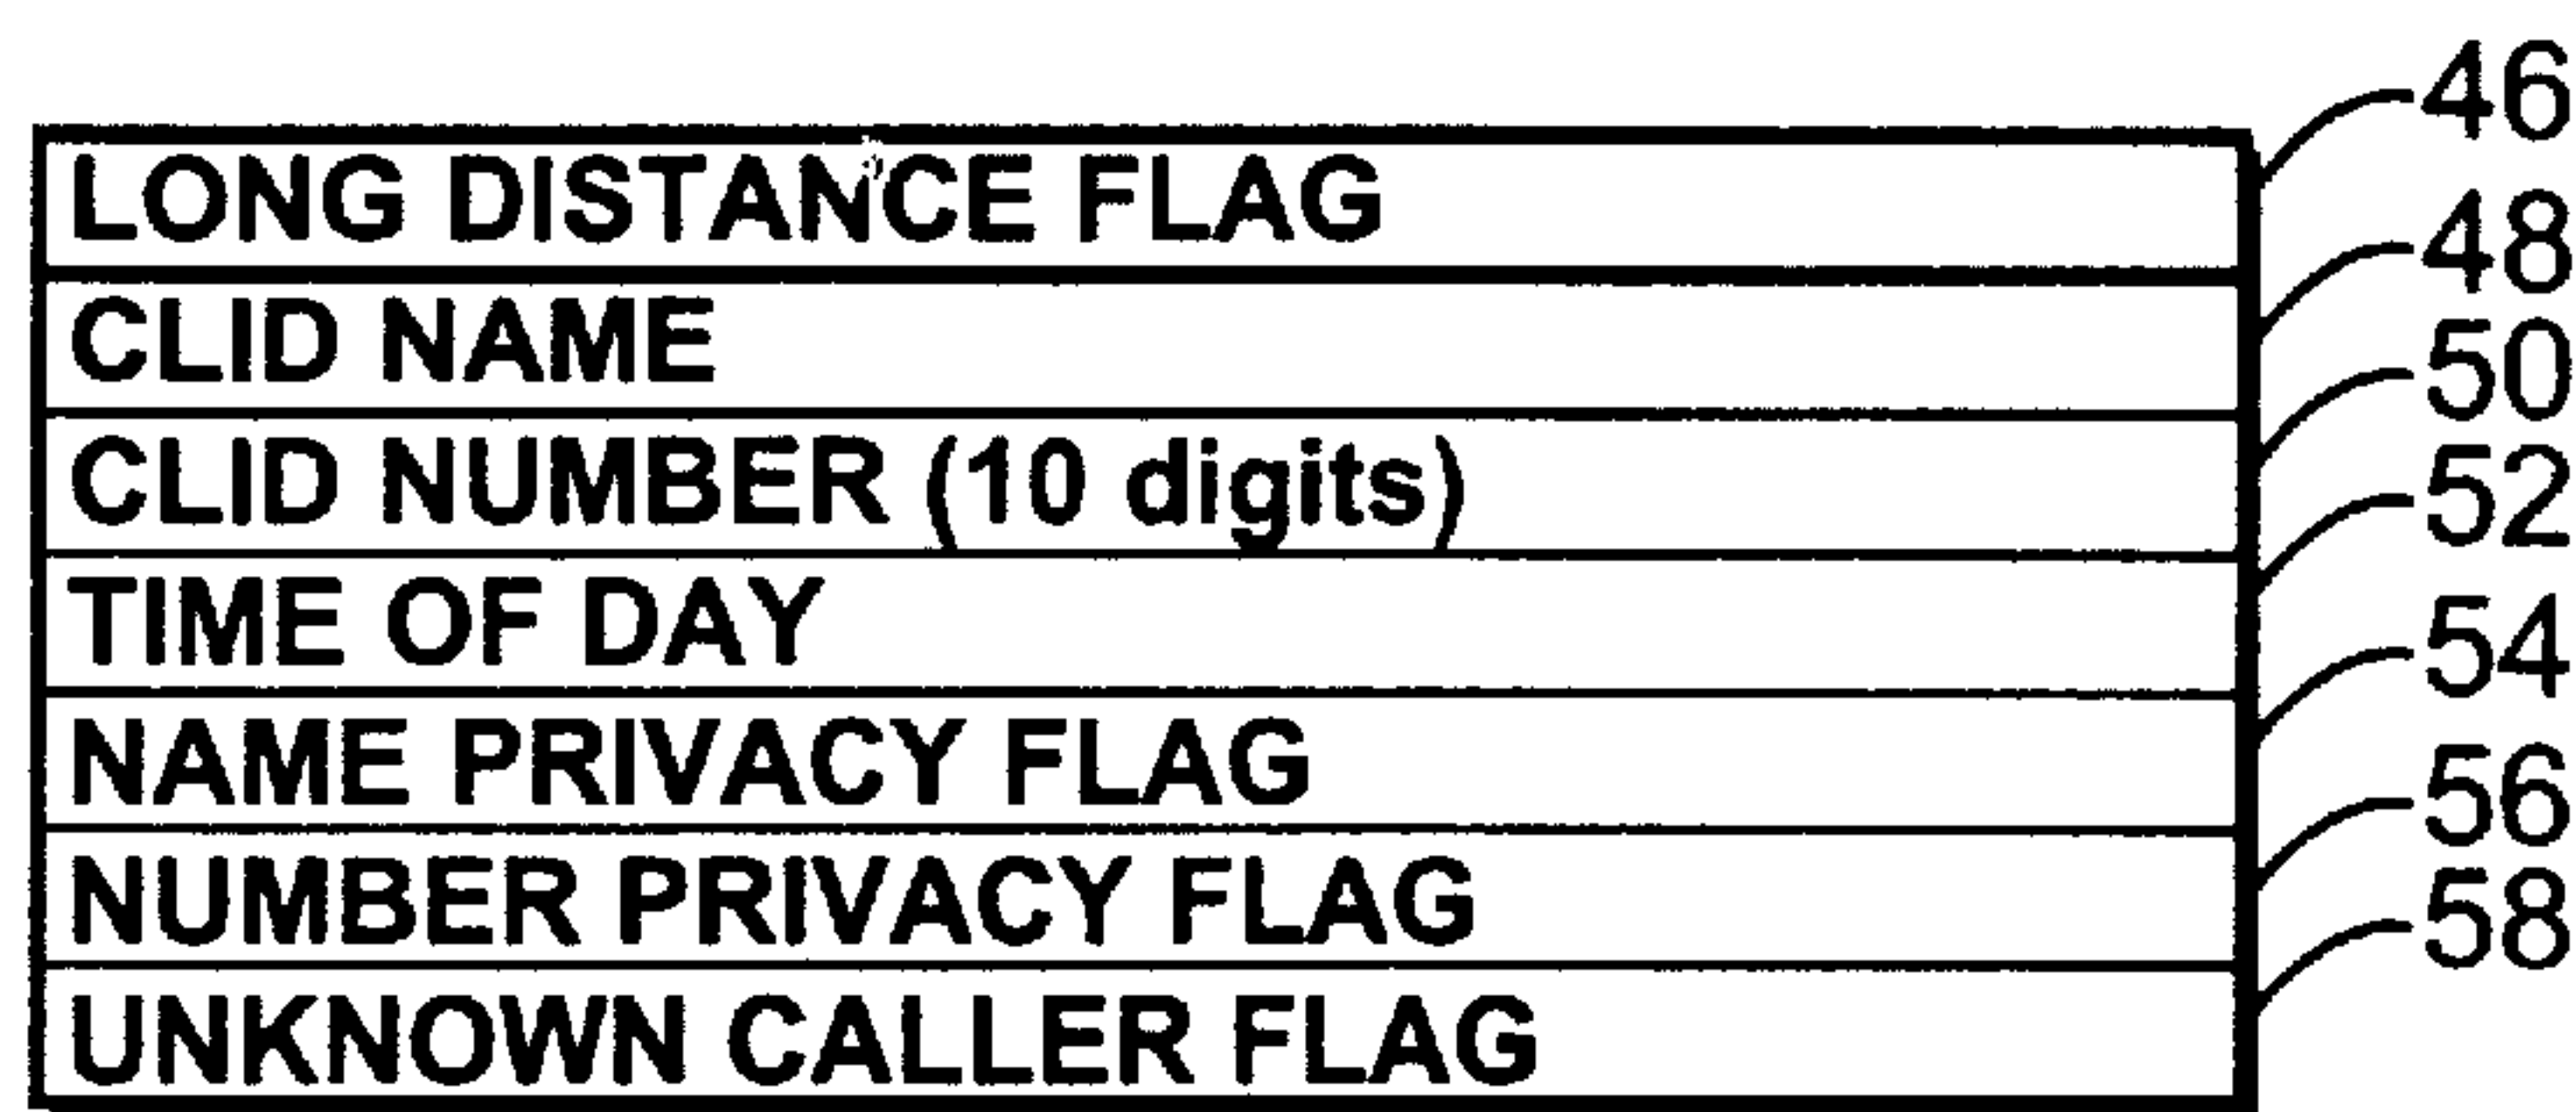 46
LONG DISTANCE FLAG
48
CLID NAME
50
CLID NUMBER (10 digits)
52
TIME OF DAY
54
NAME PRIVACY FLAG
56
NUMBER PRIVACY FLAG
58
UNKNOWN CALLER FLAG